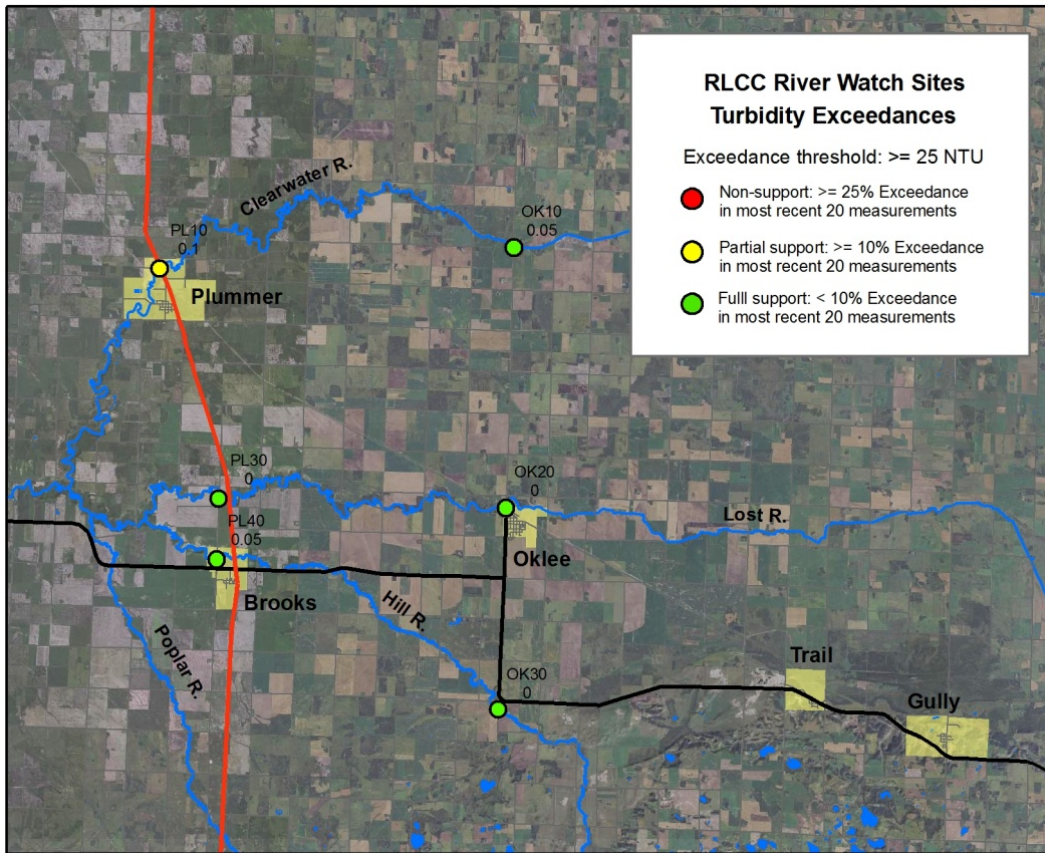 RLCC River Watch Sites
Turbidity Exceedances
Exceedance threshold: >= 25 NTU
Non-support: >= 25% Exceedance
in most recent 20 measurements
Partial support: >= 10% Exceedance
in most recent 20 measurements
Fulll support: < 10% Exceedance
in most recent 20 measurements
Clearwater R.
PL10
0.1
OK10
0.05
Plummer
PL30
0
OK20
0
PL40
0.05
Lost R.
Oklee
Brooks
Hill R.
Poplar R.
OK30
0
Trail
Gully